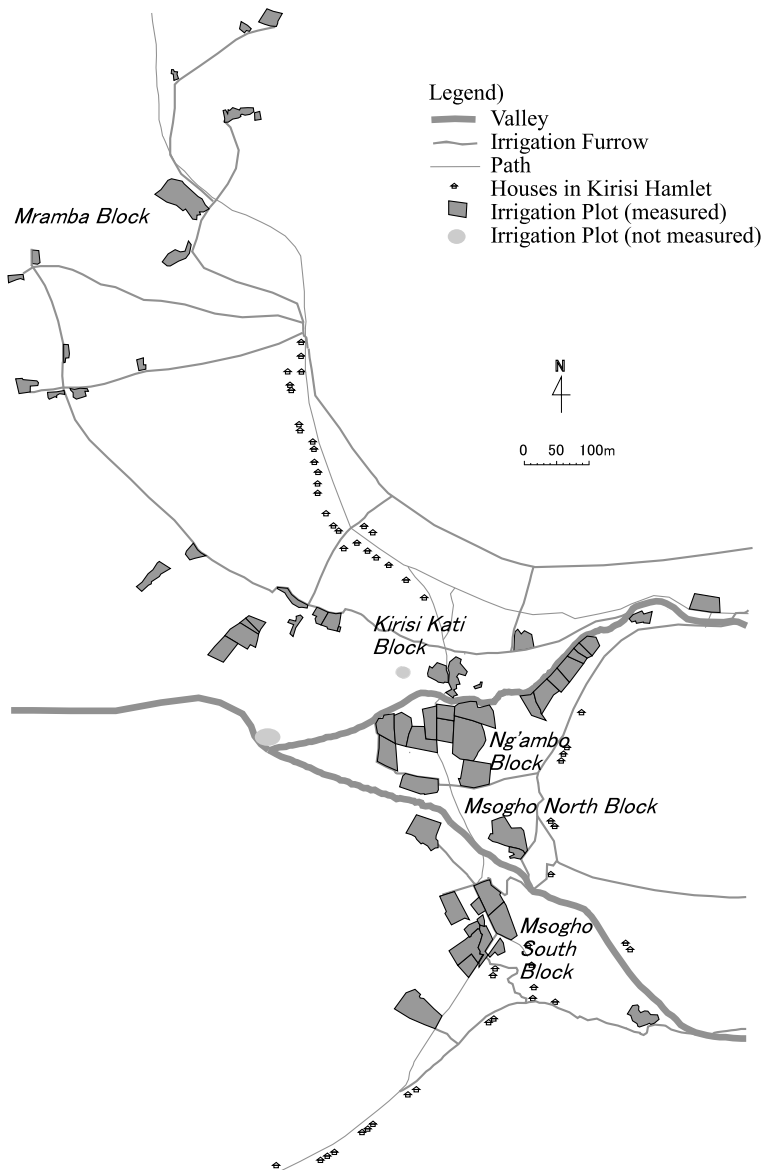 Legend)
Valley
Irrigation Furrow
Path
Houses in Kirisi Hamlet
Irrigation Plot (measured)
Irrigation Plot (not measured)
Mramba Block
N
0 50 100m
Kirisi Kati
Block
Ng'ambo
Block
Msogho North Block
Msogho
South
Block